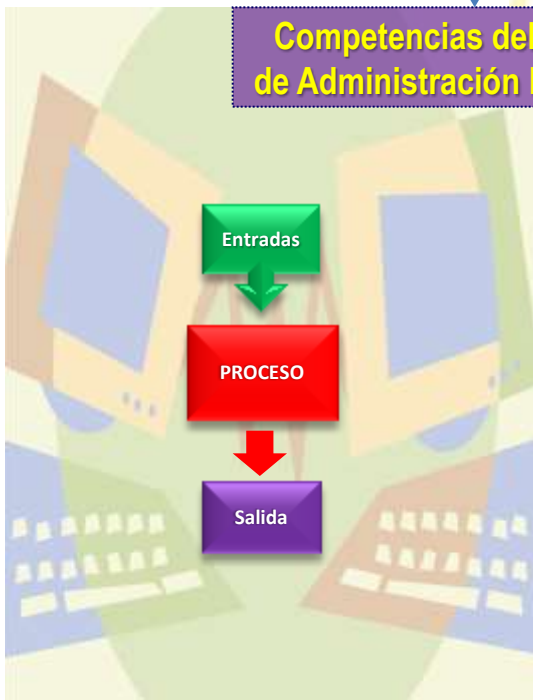 Competencias del
de Administración
Entradas
PROCESO
Salida